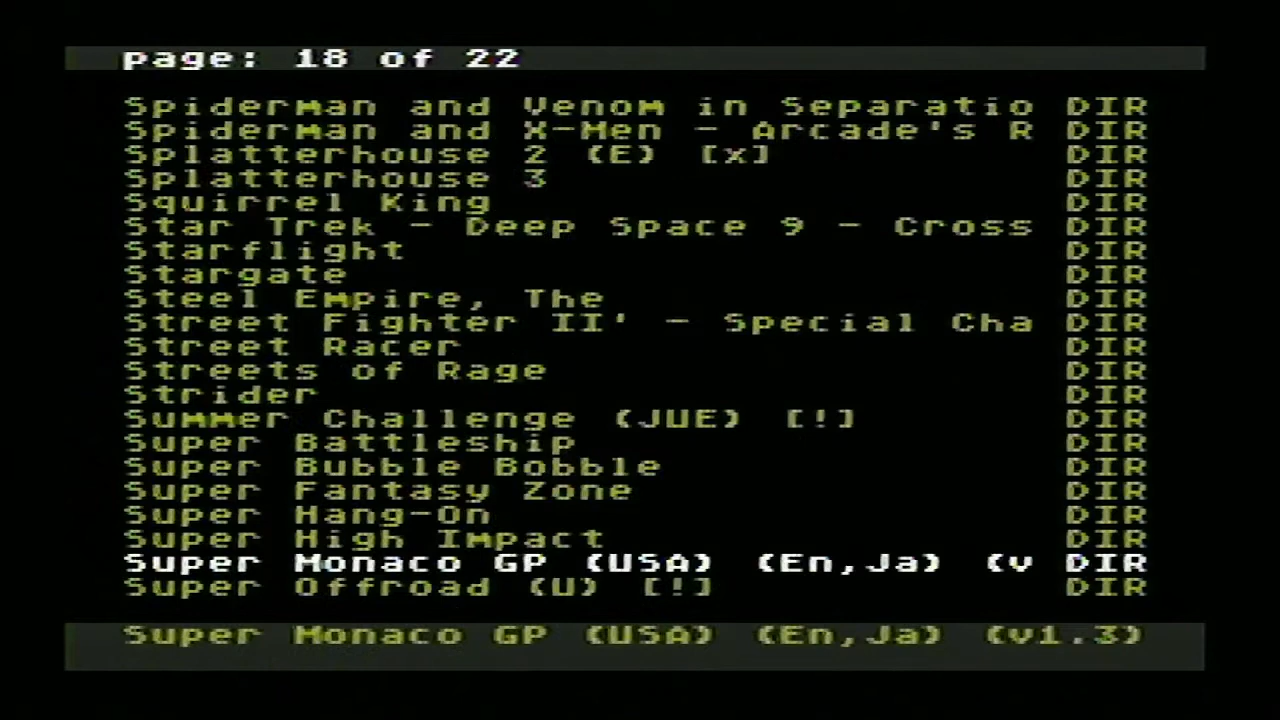 page: 18 of 22
Spiderman and Venom in Separatio DIR
Spiderman and X-Men - Arcade's R DIR
Splatterhouse 2 (E) [x] DIR
Splatterhouse 3 DIR
Squirrel King DIR
Star Trek - Deep Space 9 - Cross DIR
Starflight DIR
Stargate DIR
Steel Empire, The DIR
Street Fighter II' - Special Cha DIR
Street Racer DIR
Streets of Rage DIR
Strider DIR
Summer Challenge (JUE) [!] DIR
Super Battleship DIR
Super Bubble Bobble DIR
Super Fantasy Zone DIR
Super Hang-On DIR
Super High Impact DIR
Super Monaco GP (USA) (En,Ja) (v DIR
Super Offroad (U) [!] DIR
Super Monaco GP (USA) (En,Ja) (v1.3)